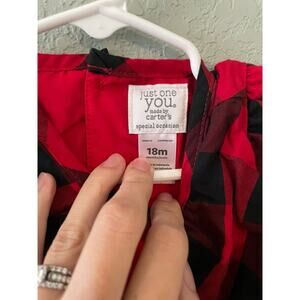 just one
you.
made by
carter's
special occasion
18m